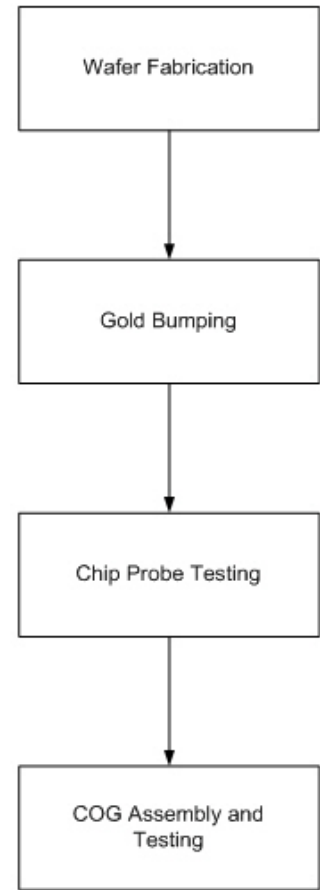 Wafer Fabrication
Gold Bumping
Chip Probe Testing
COG Assembly and
Testing